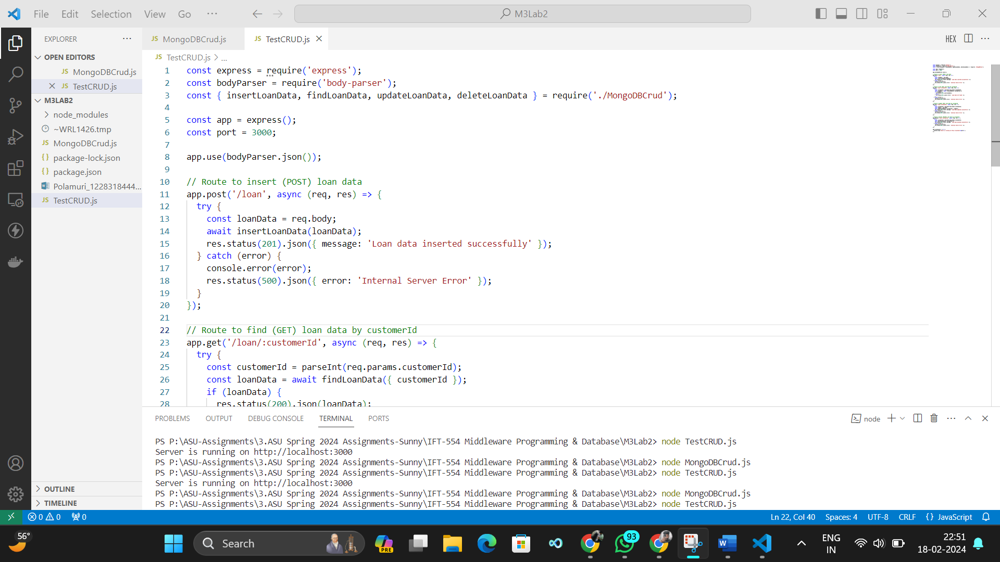 File Edit Selection View Go ···
M3Lab2
EXPLORER
OPEN EDITORS
JS MongoDBCrud.js
JS TestCRUD.js
M3LAB2
node_modules
~WRL1426.tmp
JS MongoDBCrud.js
{} package-lock.json
{} package.json
Polamuri_1228318444...
JS TestCRUD.js
OUTLINE
TIMELINE
JS MongoDBCrud.js
JS TestCRUD.js
HEX
JS TestCRUD.js > ...
1 const express = require('express');
2 const bodyParser = require('body-parser');
3 const { insertLoanData, findLoanData, updateLoanData, deleteLoanData } = require('./MongoDBCrud');
4
5 const app = express();
6 const port = 3000;
7
8 app.use(bodyParser.json());
9
10 // Route to insert (POST) loan data
11 app.post('/loan', async (req, res) => {
12 try {
13 const loanData = req.body;
14 await insertLoanData(loanData);
15 res.status(201).json({ message: 'Loan data inserted successfully' });
16 } catch (error) {
17 console.error(error);
18 res.status(500).json({ error: 'Internal Server Error' });
19 }
20 });
21
22 // Route to find (GET) loan data by customerId
23 app.get('/loan/:customerId', async (req, res) => {
24 try {
25 const customerId = parseInt(req.params.customerId);
26 const loanData = await findLoanData({ customerId });
27 if (loanData) {
28 res.status(200).json(loanData);
PROBLEMS OUTPUT DEBUG CONSOLE TERMINAL PORTS
node
PS P:\ASU-Assignments\3.ASU Spring 2024 Assignments-Sunny\IFT-554 Middleware Programming & Database\M3Lab2> node TestCRUD.js
Server is running on http://localhost:3000
PS P:\ASU-Assignments\3.ASU Spring 2024 Assignments-Sunny\IFT-554 Middleware Programming & Database\M3Lab2> node MongoDBCrud.js
PS P:\ASU-Assignments\3.ASU Spring 2024 Assignments-Sunny\IFT-554 Middleware Programming & Database\M3Lab2> node TestCRUD.js
Server is running on http://localhost:3000
PS P:\ASU-Assignments\3.ASU Spring 2024 Assignments-Sunny\IFT-554 Middleware Programming & Database\M3Lab2> node MongoDBCrud.js
PS P:\ASU-Assignments\3.ASU Spring 2024 Assignments-Sunny\IFT-554 Middleware Programming & Database\M3Lab2> node TestCRUD.js
0 0 0
Ln 22, Col 40 Spaces: 4 UTF-8 CRLF {} JavaScript
56°
Search
PRE
93
ENG
IN
22:51
18-02-2024